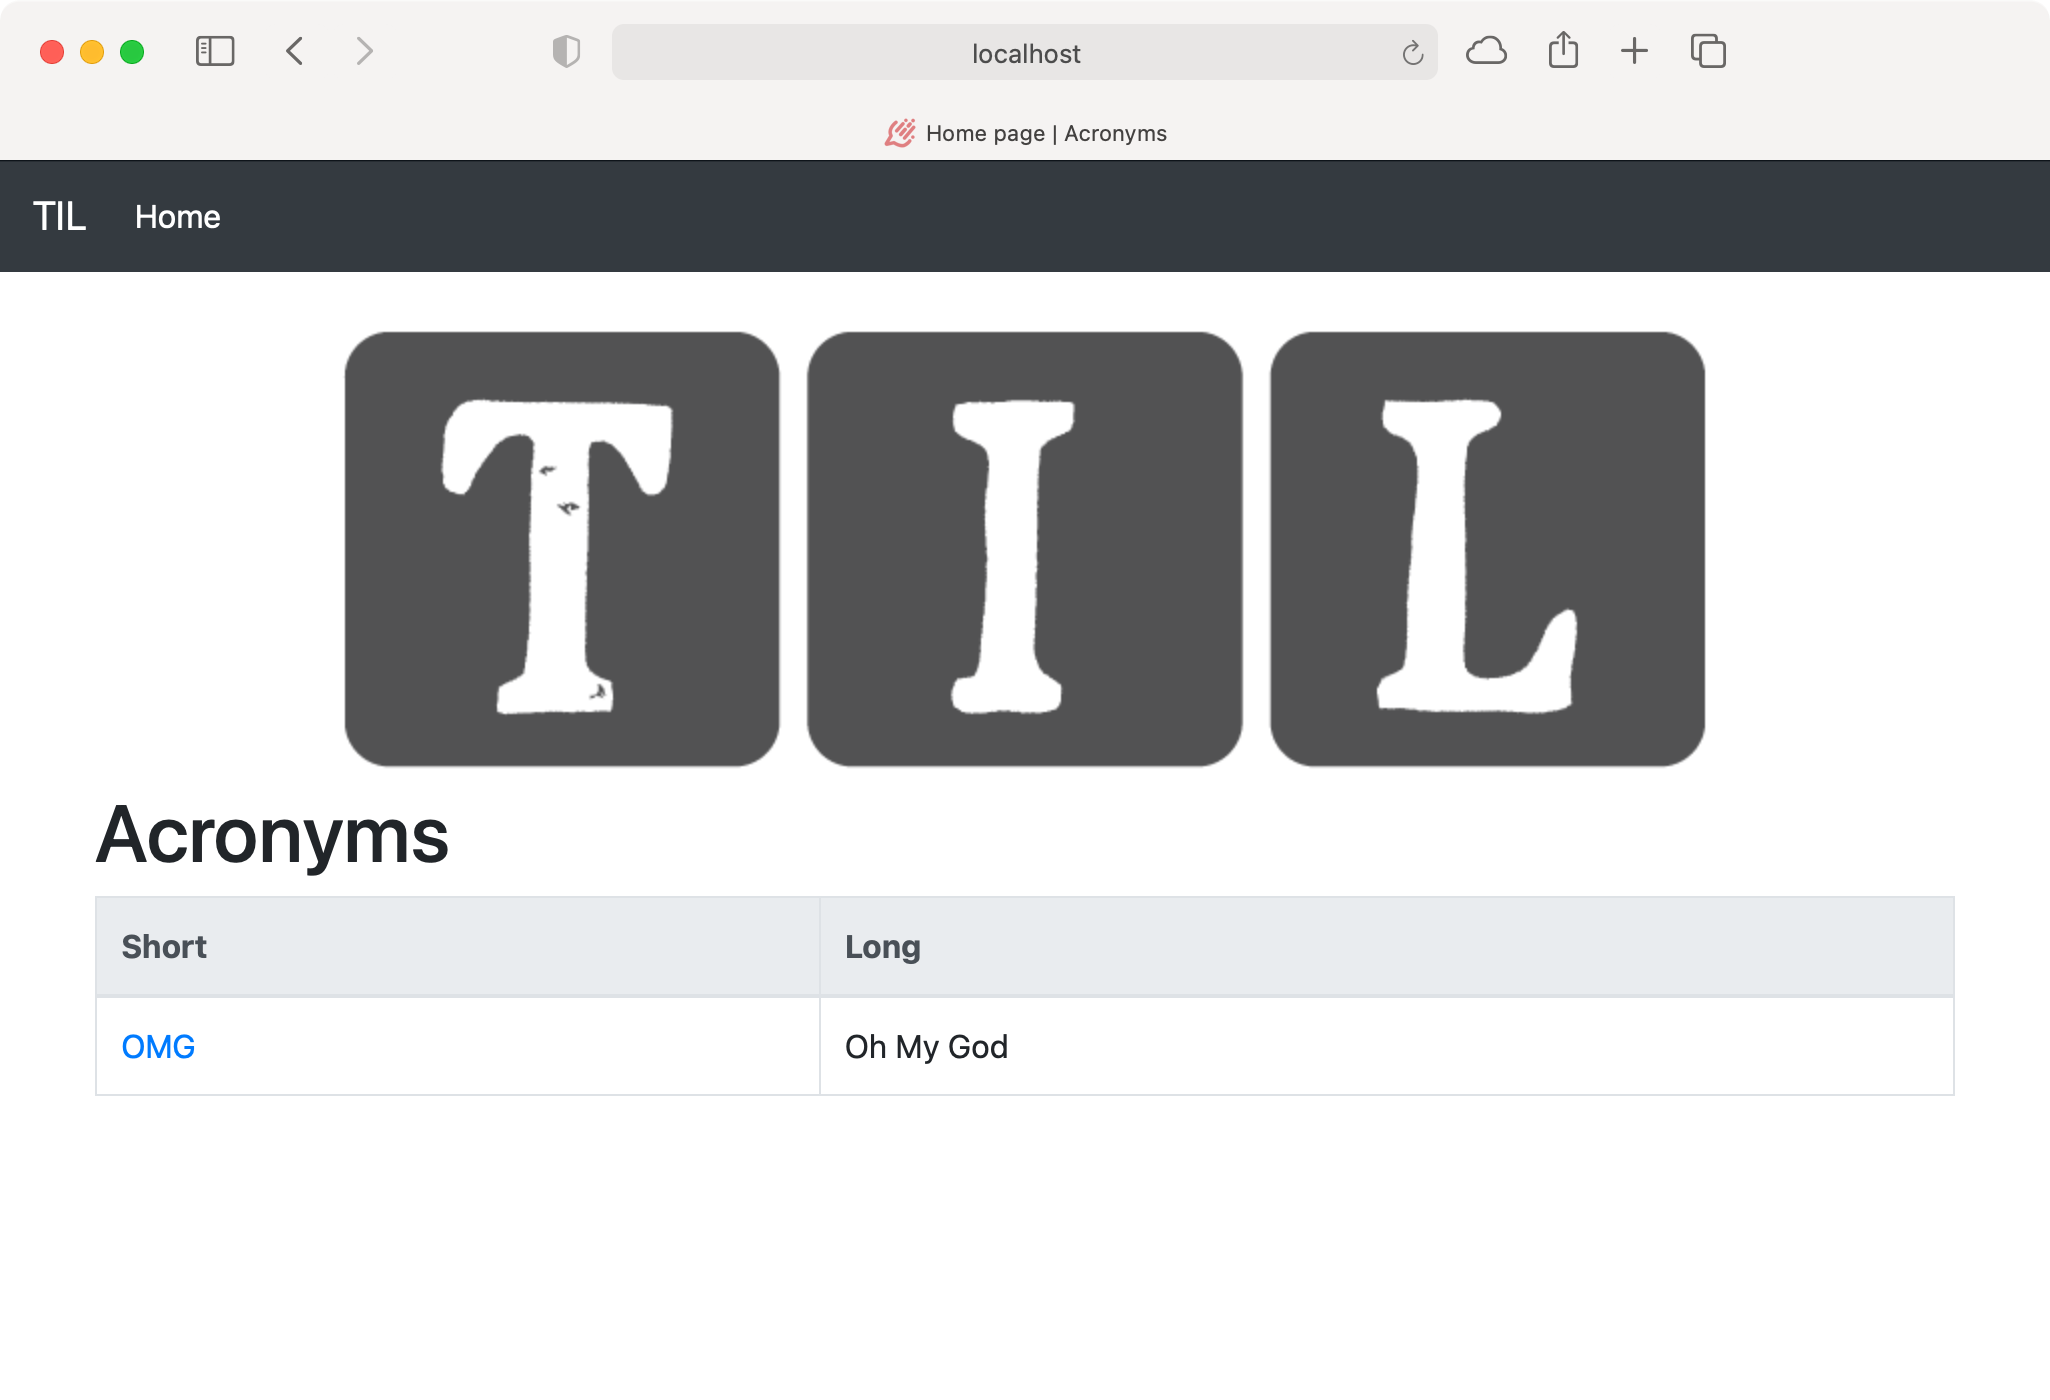 localhost
Home page | Acronyms
TIL Home
T I L
Acronyms
Short Long
OMG Oh My God